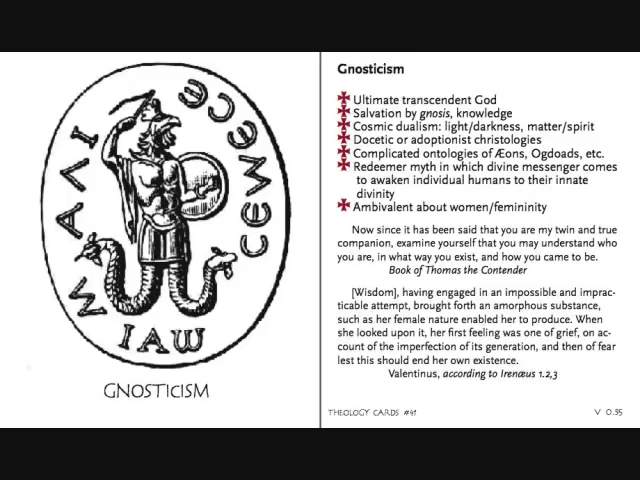 CEMECE
MALI
ƆEMEƆ
IAW
GNOSTICISM
Gnosticism
✠ Ultimate transcendent God
✠ Salvation by gnosis, knowledge
✠ Cosmic dualism: light/darkness, matter/spirit
✠ Docetic or adoptionist christologies
✠ Complicated ontologies of Æons, Ogdoads, etc.
✠ Redeemer myth in which divine messenger comes
to awaken individual humans to their innate
divinity
✠ Ambivalent about women/femininity
Now since it has been said that you are my twin and true
companion, examine yourself that you may understand who
you are, in what way you exist, and how you came to be.
Book of Thomas the Contender
[Wisdom], having engaged in an impossible and imprac-
ticable attempt, brought forth an amorphous substance,
such as her female nature enabled her to produce. When
she looked upon it, her first feeling was one of grief, on ac-
count of the imperfection of its generation, and then of fear
lest this should end her own existence.
Valentinus, according to Irenæus 1.2,3
THEOLOGY CARDS #41
V 0.35